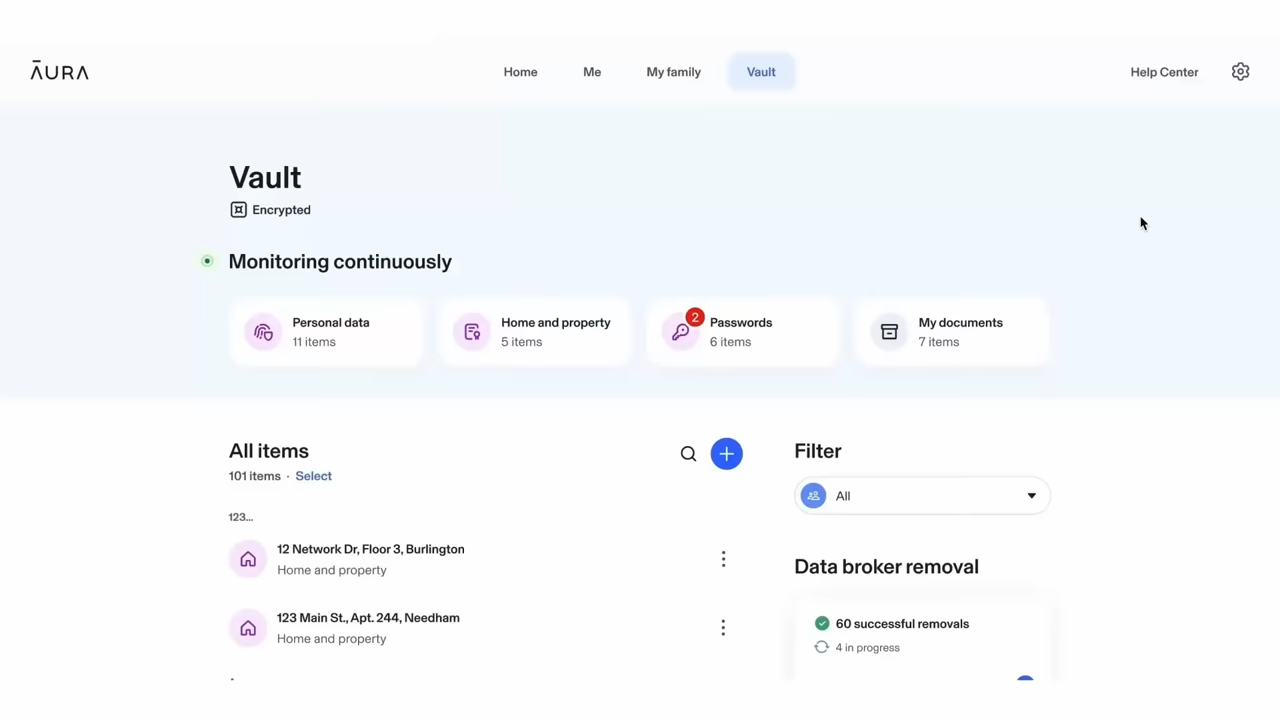 ĀURA
Home
Me
My family
Vault
Help Center
Vault
Encrypted
Monitoring continuously
Personal data
11 items
Home and property
5 items
2
Passwords
6 items
My documents
7 items
All items
101 items · Select
Filter
All
123...
12 Network Dr, Floor 3, Burlington
Home and property
Data broker removal
123 Main St., Apt. 244, Needham
Home and property
60 successful removals
4 in progress